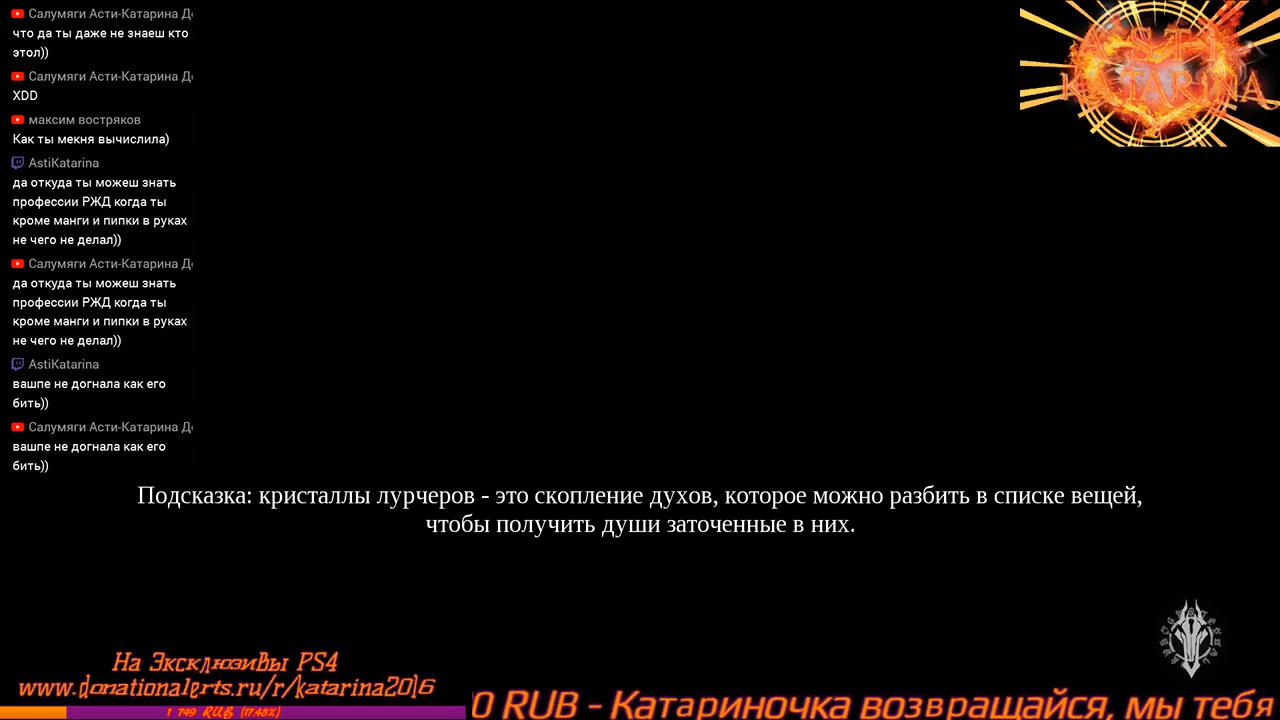 Салумяги Асти-Катарина
что да ты даже не знаеш кто
этол))
Салумяги Асти-Катарина
XDD
максим востряков
Как ты мекня вычислила)
AstiKatarina
да откуда ты можеш знать
профессии РЖД когда ты
кроме манги и пипки в руках
не чего не делал))
Салумяги Асти-Катарина
да откуда ты можеш знать
профессии РЖД когда ты
кроме манги и пипки в руках
не чего не делал))
AstiKatarina
вашпе не догнала как его
бить))
Салумяги Асти-Катарина
вашпе не догнала как его
бить))
ASTI
KATARINA
Подсказка: кристаллы лурчеров - это скопление духов, которое можно разбить в списке вещей,
чтобы получить души заточенные в них.
На Эксклюзивы PS4
www.donationalerts.ru/r/katarina2016
1 749 RUB (17.48%)
0 RUB - Катариночка возвращайся, мы тебя